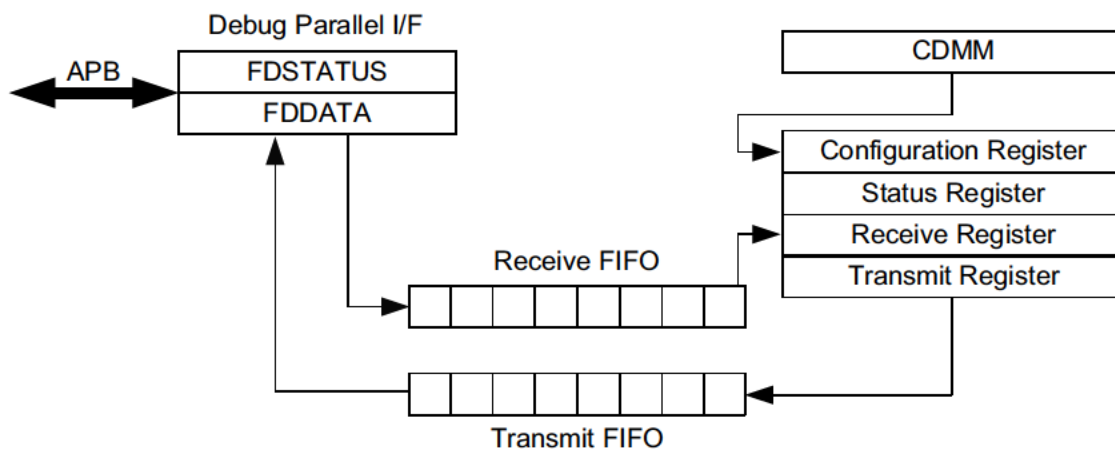 Debug Parallel I/F
APB
FDSTATUS
FDDATA
CDMM
Configuration Register
Status Register
Receive Register
Transmit Register
Receive FIFO
Transmit FIFO